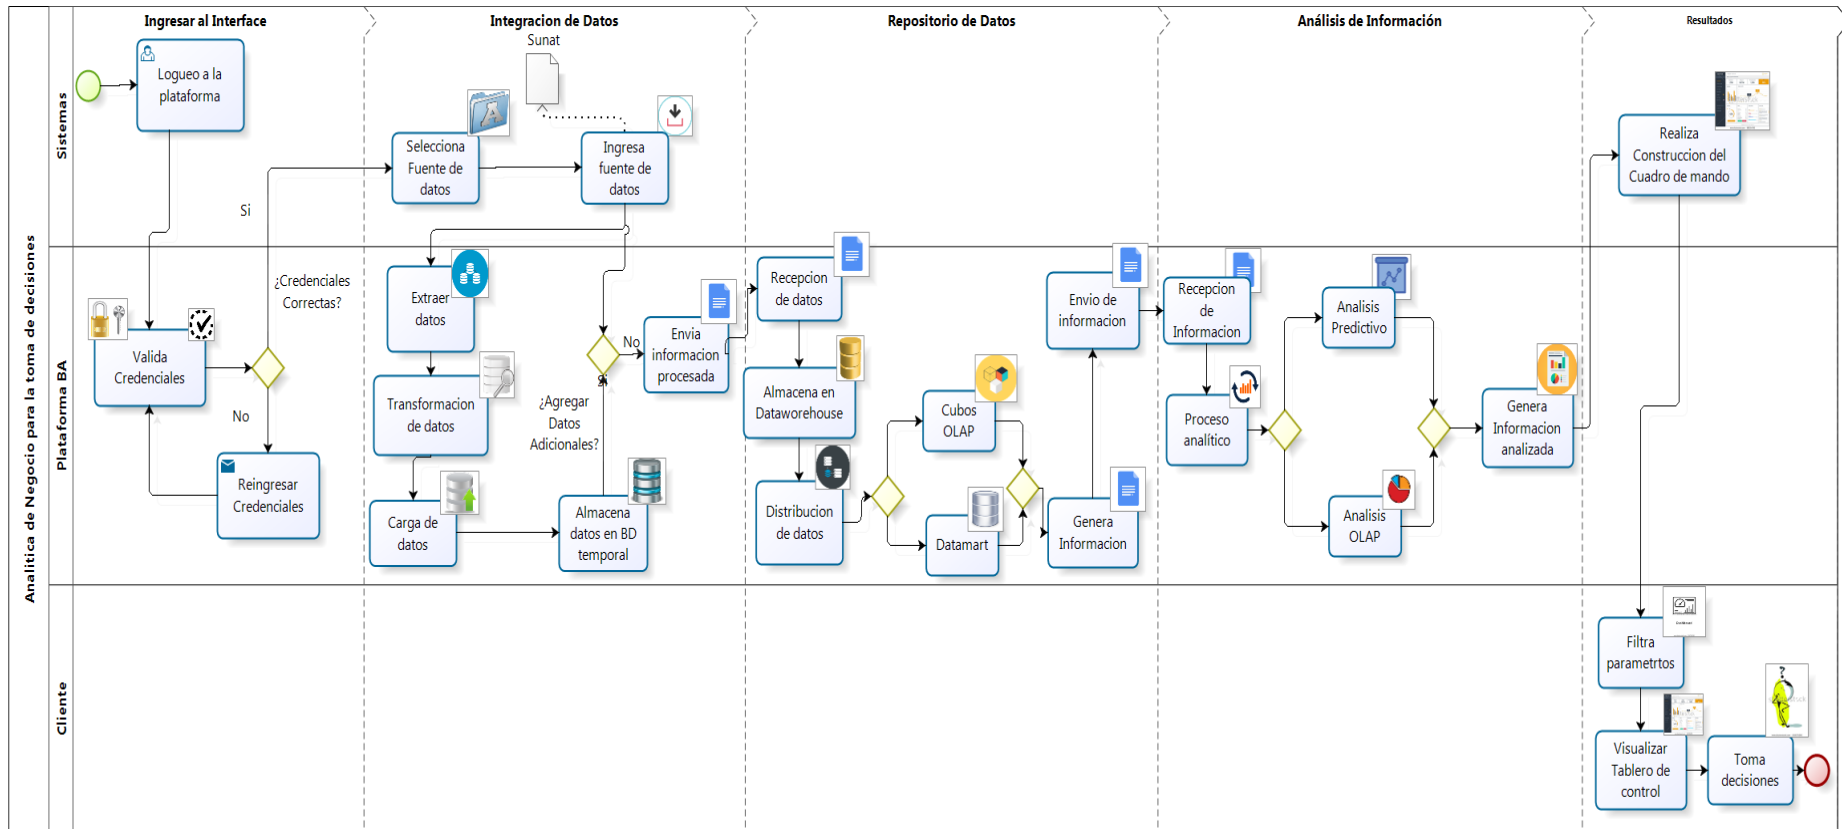 Analitica de Negocio para la toma de decisiones
Ingresar al Interface
Integracion de Datos
Repositorio de Datos
Análisis de Información
Resultados
Sistemas
Logueo a la
plataforma
Si
Sunat
Selecciona
Fuente de
datos
Ingresa
fuente de
datos
Realiza
Construccion del
Cuadro de mando
Plataforma BA
Valida
Credenciales
¿Credenciales
Correctas?
No
Reingresar
Credenciales
Extraer
datos
Transformacion
de datos
Carga de
datos
Almacena
datos en BD
temporal
¿Agregar
Datos
Adicionales?
Si
No
Envia
informacion
procesada
Recepcion
de datos
Almacena en
Dataworehouse
Distribucion
de datos
Cubos
OLAP
Datamart
Genera
Informacion
Envio de
informacion
Recepcion
de
Informacion
Proceso
analítico
Analisis
Predictivo
Analisis
OLAP
Genera
Informacion
analizada
Cliente
Filtra
parametrtos
Visualizar
Tablero de
control
?
Toma
decisiones